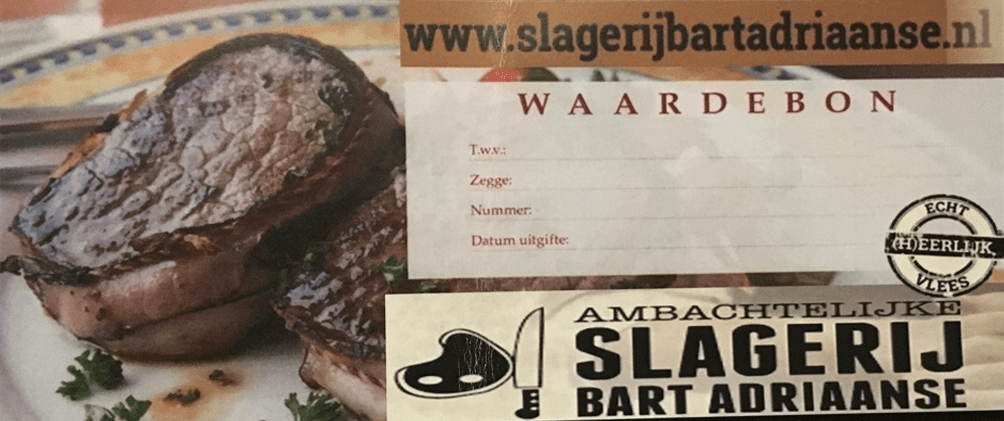 www.slagerijbartadriaanse.nl
WAARDEBON
T.w.v.:
Zegge:
Nummer:
Datum uitgifte:
ECHT
(H)EERLIJK
VLEES
AMBACHTELIJKE
SLAGERIJ
BART ADRIAANSE